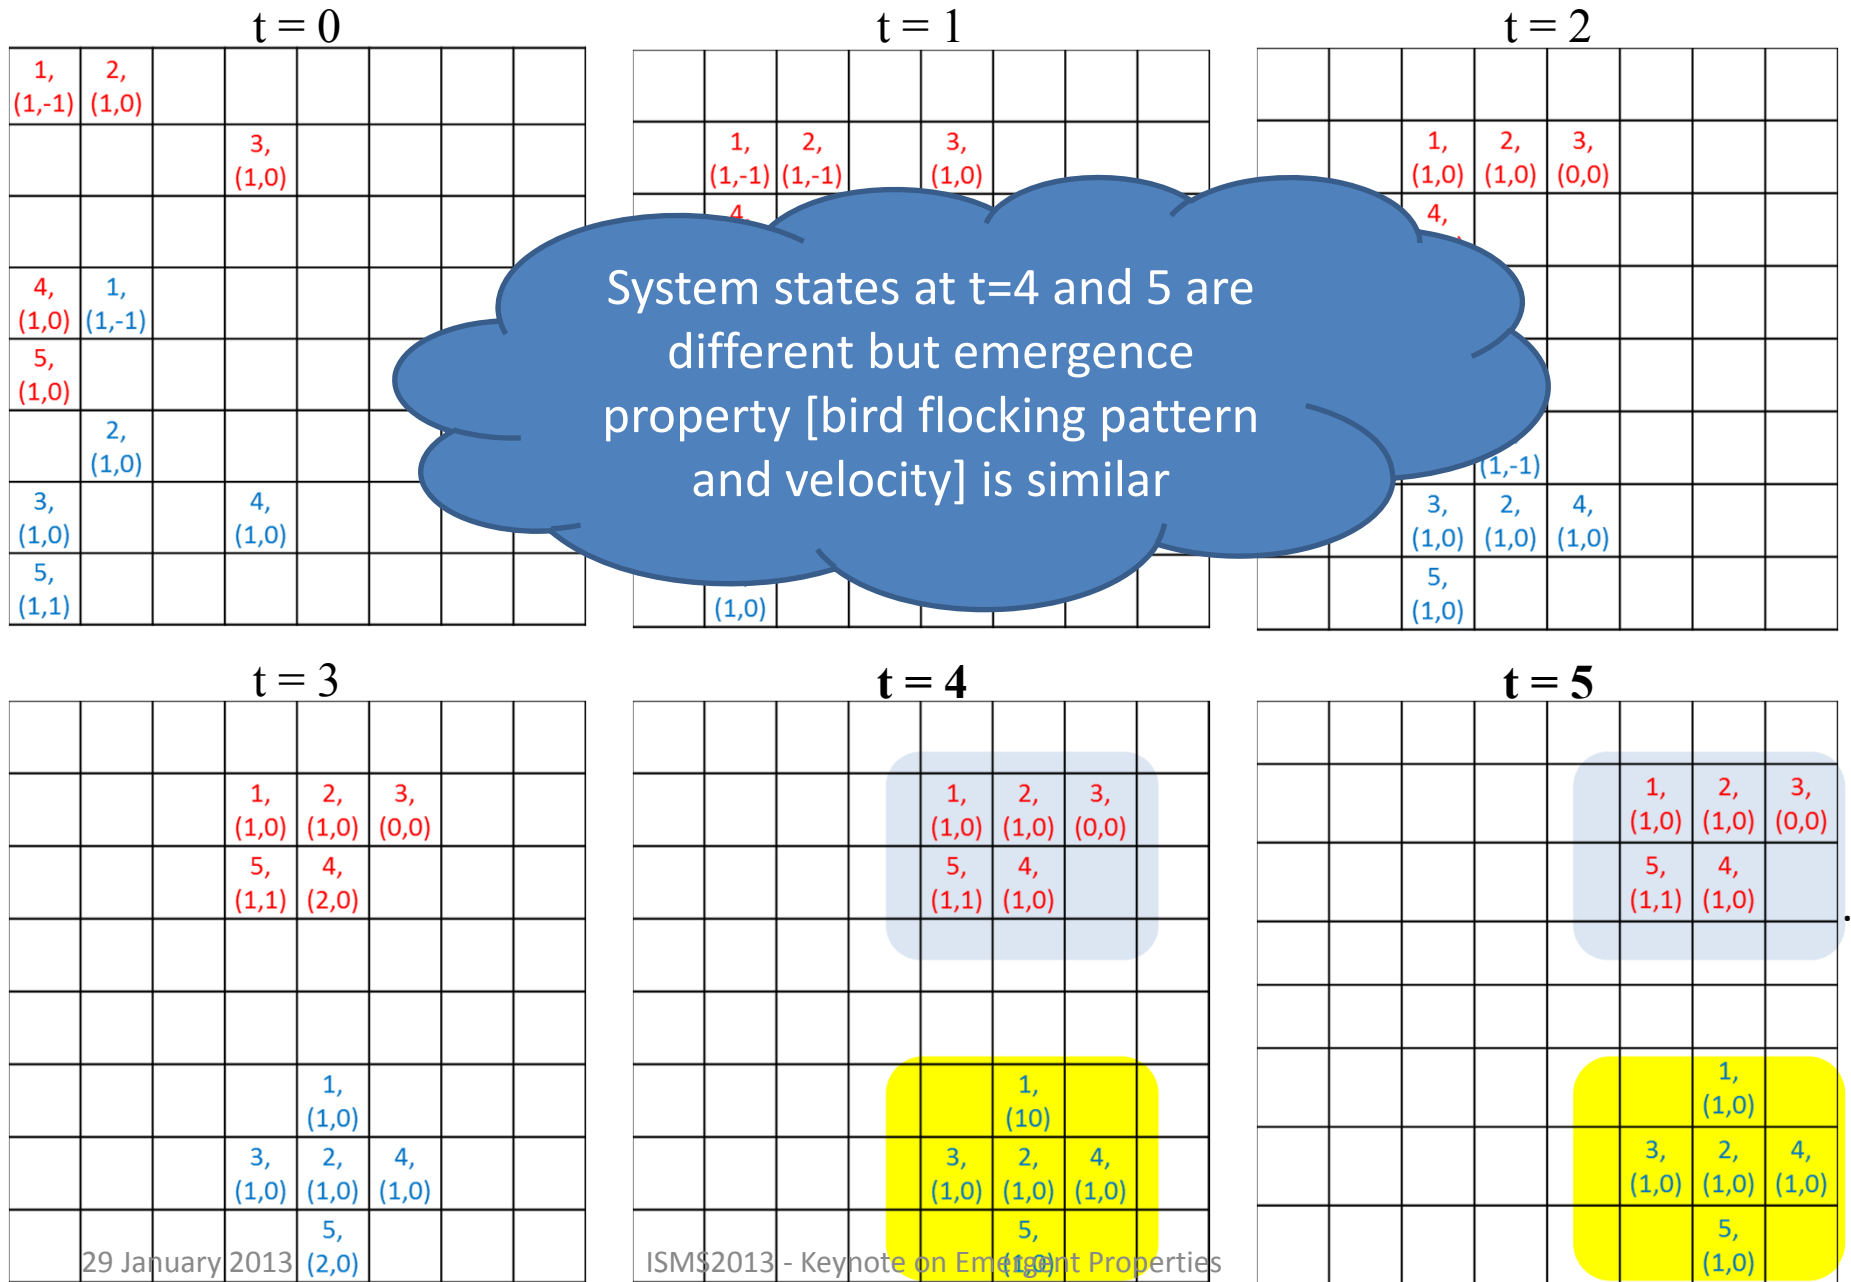 t = 0
t = 1
t = 2
1, 2,
(1,-1) (1,0)
3,
(1,0)
4, 1,
(1,0) (1,-1)
5,
(1,0)
2,
(1,0)
3, 4,
(1,0) (1,0)
5,
(1,1)
1, 2, 3,
(1,-1) (1,-1) (1,0)
4,
(1,0)
1, 2, 3,
(1,0) (1,0) (0,0)
4,
(1,-1)
3, 2, 4,
(1,0) (1,0) (1,0)
5,
(1,0)
System states at t=4 and 5 are
different but emergence
property [bird flocking pattern
and velocity] is similar
t = 3
t = 4
t = 5
1, 2, 3,
(1,0) (1,0) (0,0)
5, 4,
(1,1) (2,0)
1,
(1,0)
3, 2, 4,
(1,0) (1,0) (1,0)
5,
(2,0)
1, 2, 3,
(1,0) (1,0) (0,0)
5, 4,
(1,1) (1,0)
1,
(10)
3, 2, 4,
(1,0) (1,0) (1,0)
5,
(1,0)
1, 2, 3,
(1,0) (1,0) (0,0)
5, 4,
(1,1) (1,0)
.
1,
(1,0)
3, 2, 4,
(1,0) (1,0) (1,0)
5,
(1,0)
29 January 2013
ISMS2013 - Keynote on Emergent Properties